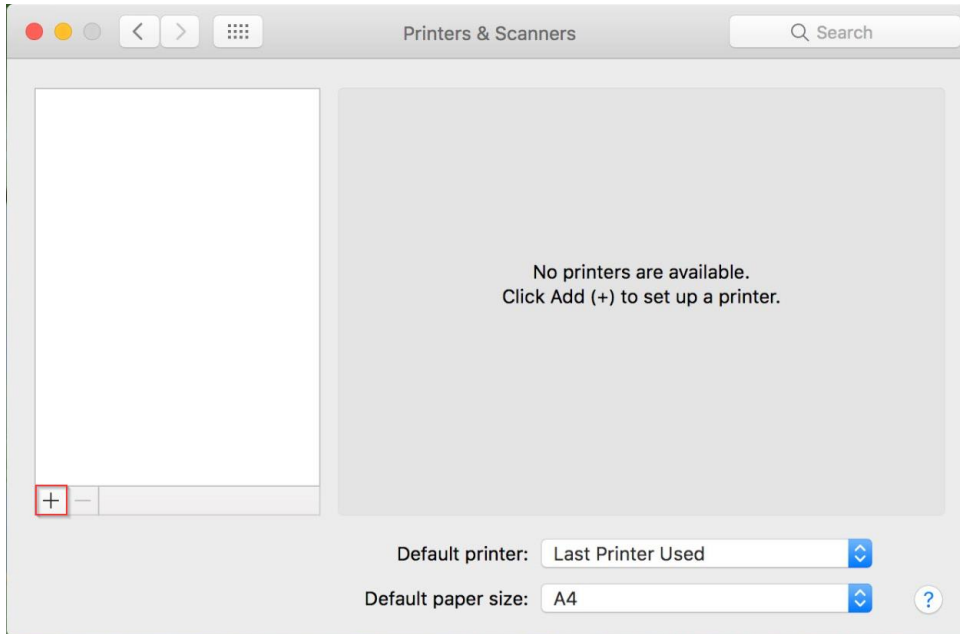 Printers & Scanners
Search
No printers are available.
Click Add (+) to set up a printer.
+ −
Default printer: Last Printer Used
Default paper size: A4
?